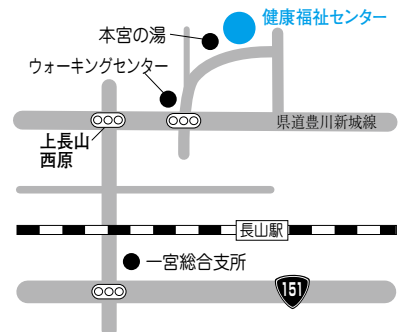 健康福祉センター
本宮の湯
ウォーキングセンター
県道豊川新城線
上長山
西原
長山駅
一宮総合支所
151